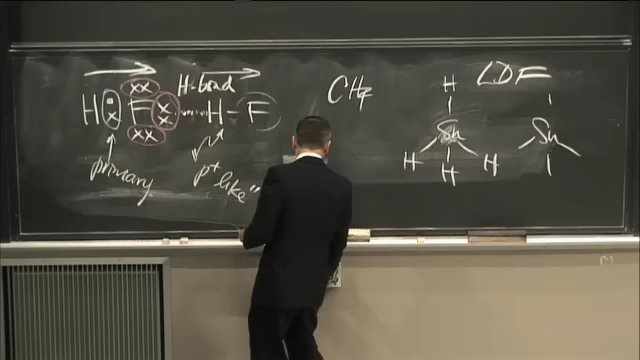 H-bond
H F H - F
primary
p+ like"
CH4
LDF
H
Sn
H H H
Sn